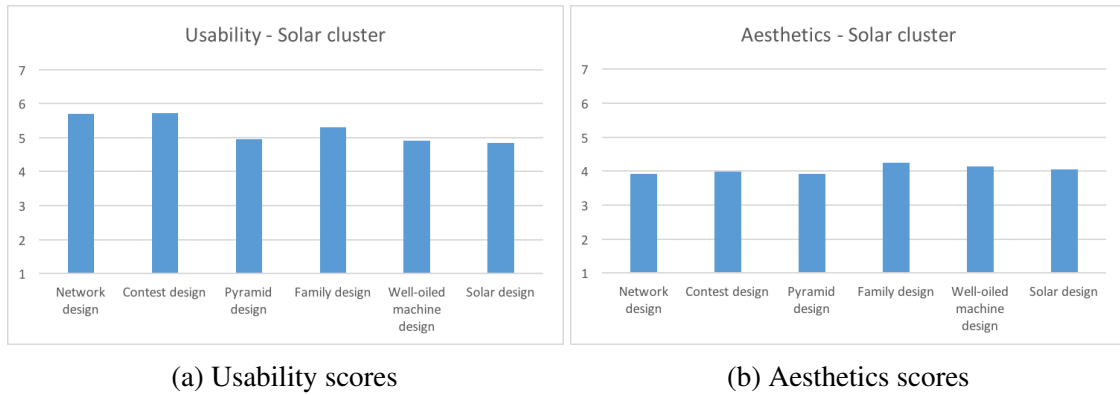 Usability - Solar cluster
7
6
5
4
3
2
1
Network design
Contest design
Pyramid design
Family design
Well-oiled machine design
Solar design
(a) Usability scores
Aesthetics - Solar cluster
7
6
5
4
3
2
1
Network design
Contest design
Pyramid design
Family design
Well-oiled machine design
Solar design
(b) Aesthetics scores